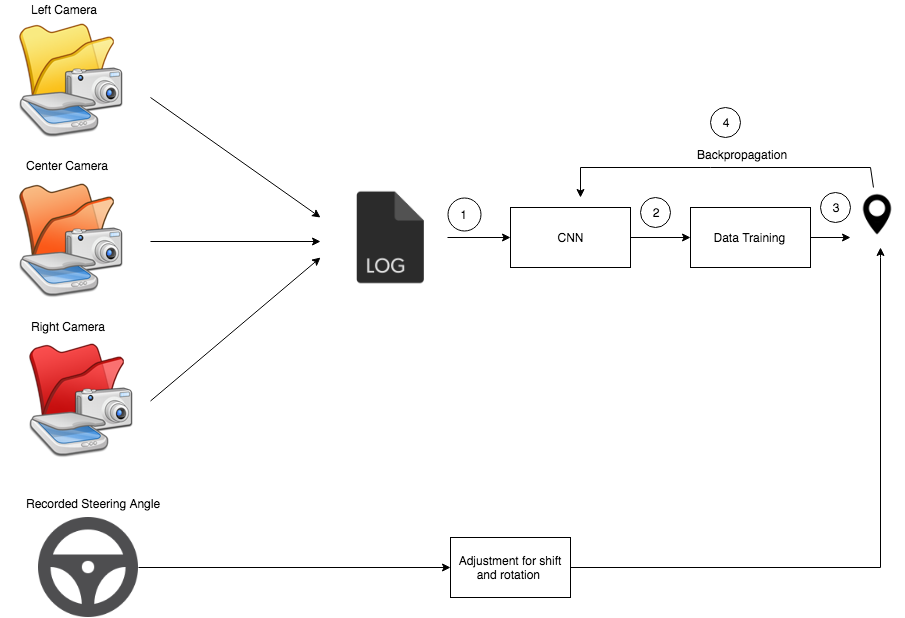 Left Camera
Center Camera
Right Camera
Recorded Steering Angle
LOG
1
CNN
2
Data Training
3
4
Backpropagation
Adjustment for shift
and rotation